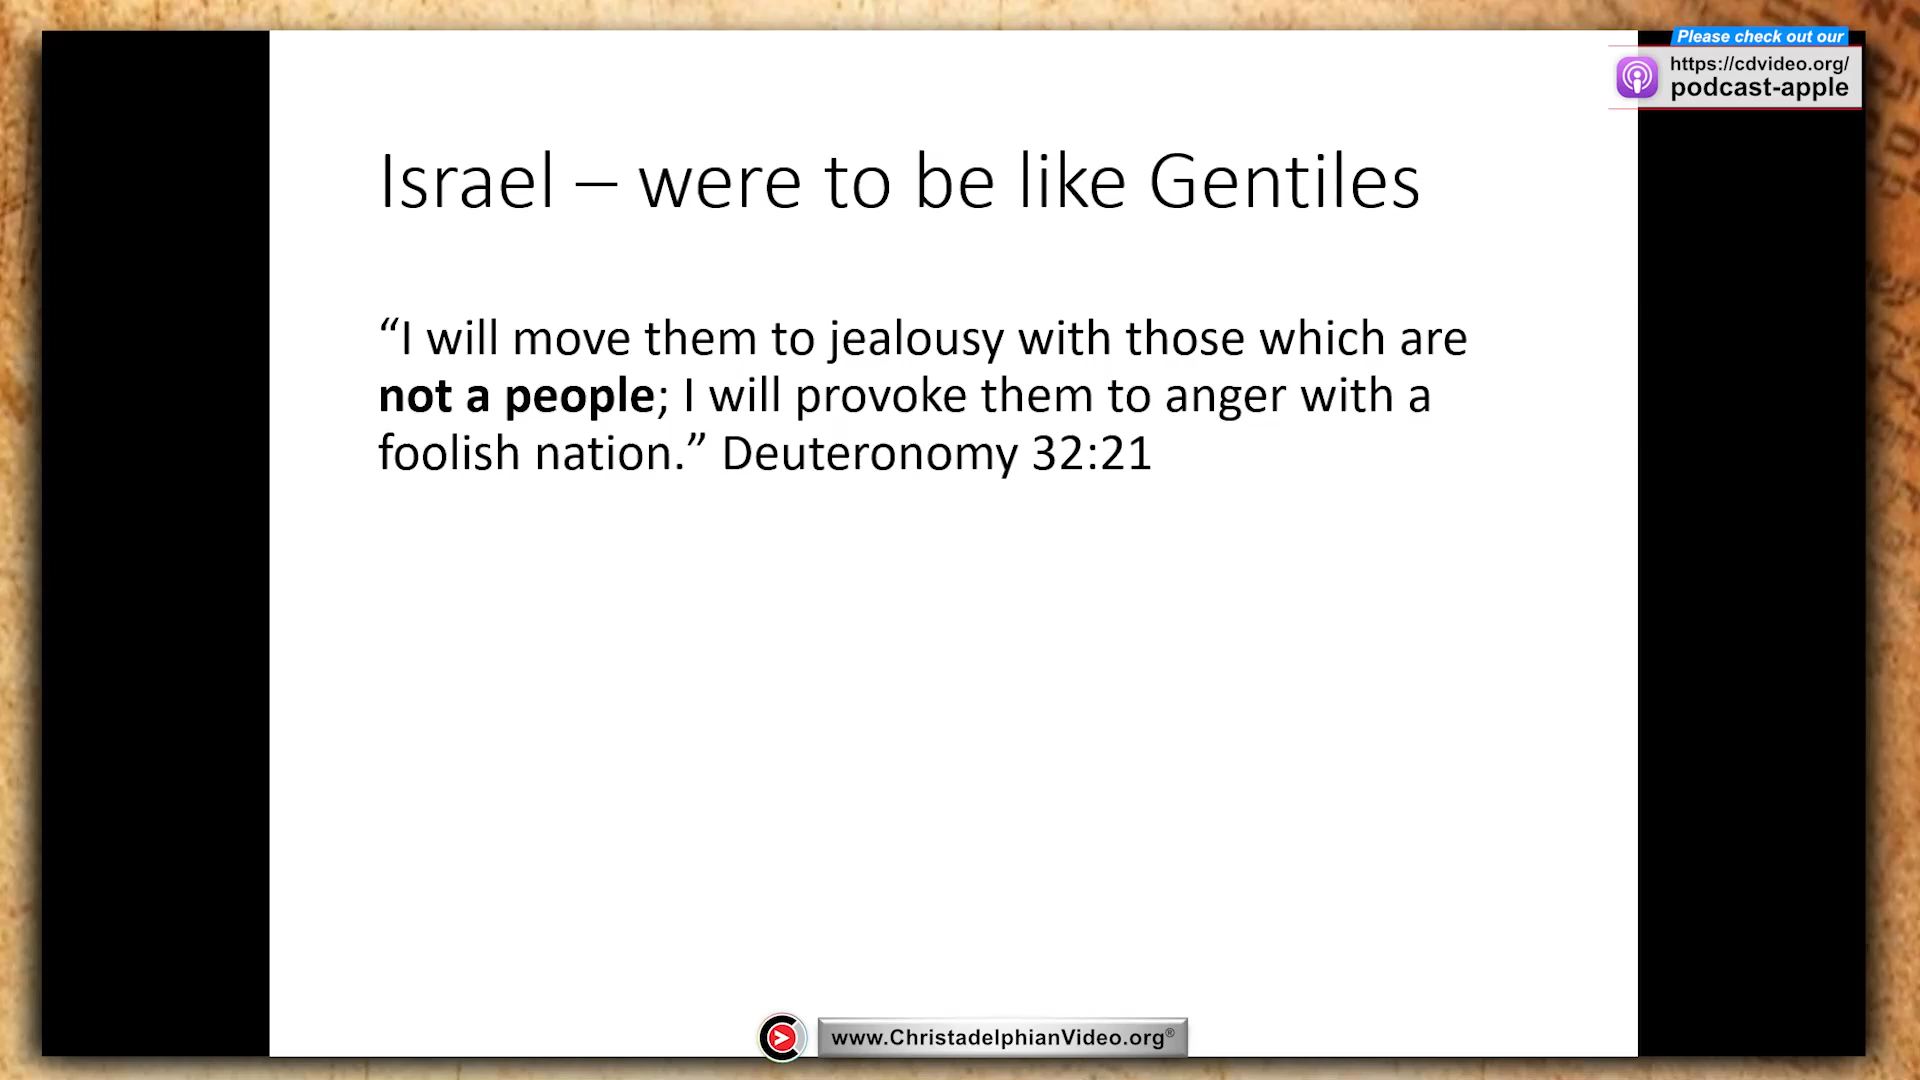 Please check out our
https://cdvideo.org/
podcast-apple
Israel – were to be like Gentiles
“I will move them to jealousy with those which are
not a people; I will provoke them to anger with a
foolish nation.” Deuteronomy 32:21
www.ChristadelphianVideo.org®